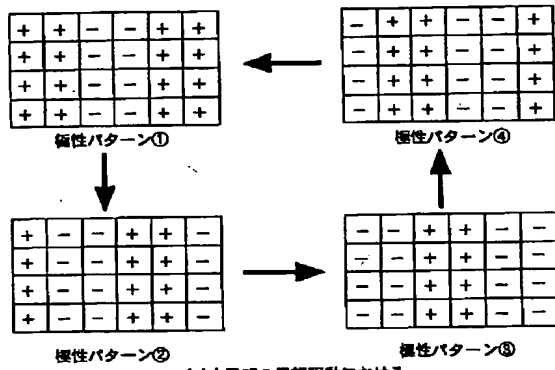 + + − − + +
+ + − − + +
+ + − − + +
+ + − − + +
極性パターン①
− + + − − +
− + + − − +
− + + − − +
− + + − − +
極性パターン④
+ − − + + −
+ − − + + −
+ − − + + −
+ − − + + −
極性パターン②
− − + + − −
− − + + − −
− − + + − −
− − + + − −
極性パターン③